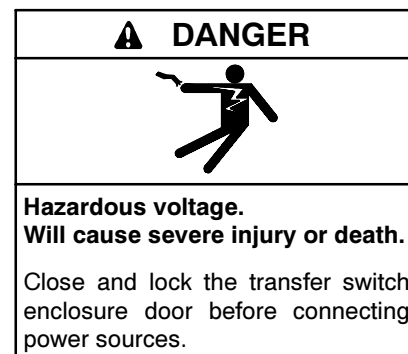 DANGER
Hazardous voltage.
Will cause severe injury or death.
Close and lock the transfer switch
enclosure door before connecting
power sources.